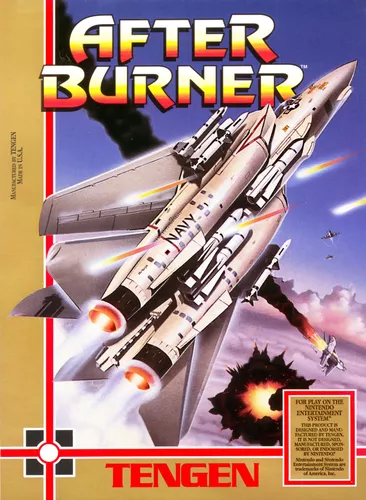 AFTER
BURNER™
MANUFACTURED BY TENGEN
MADE IN U.S.A.
NAVY
FOR PLAY ON THE
NINTENDO
ENTERTAINMENT
SYSTEM®
THIS PRODUCT IS
DESIGNED AND MANU-
FACTURED BY TENGEN,
IT IS NOT DESIGNED,
MANUFACTURED, SPON-
SORED, OR ENDORSED
BY NINTENDO®
Nintendo and Nintendo
Entertainment System are
trademarks of Nintendo
of America, Inc.
TENGEN